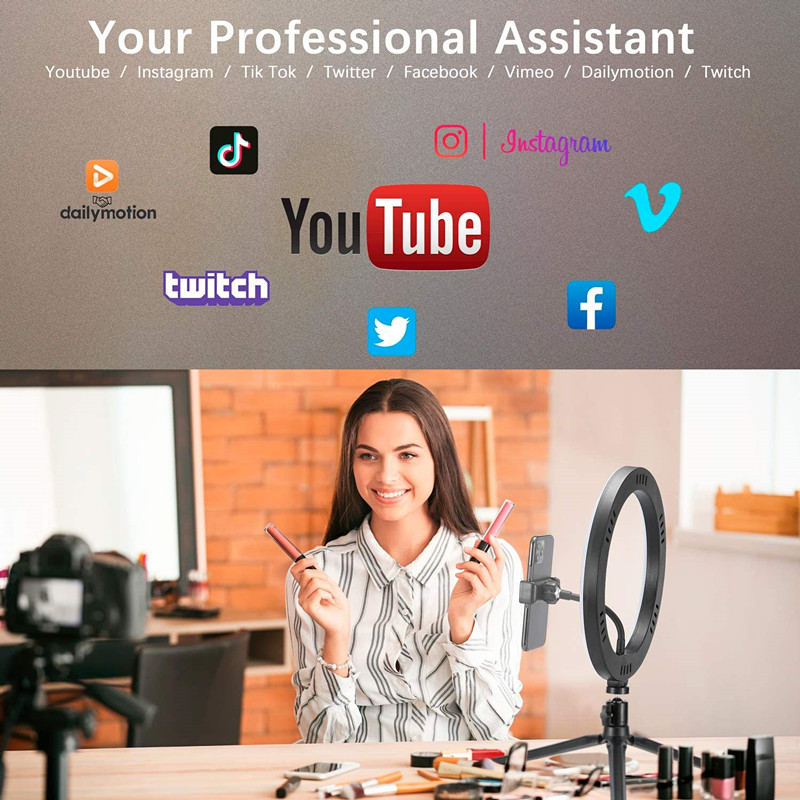 Your Professional Assistant
Youtube / Instagram / Tik Tok / Twitter / Facebook / Vimeo / Dailymotion / Twitch
Instagram
dailymotion
YouTube
twitch